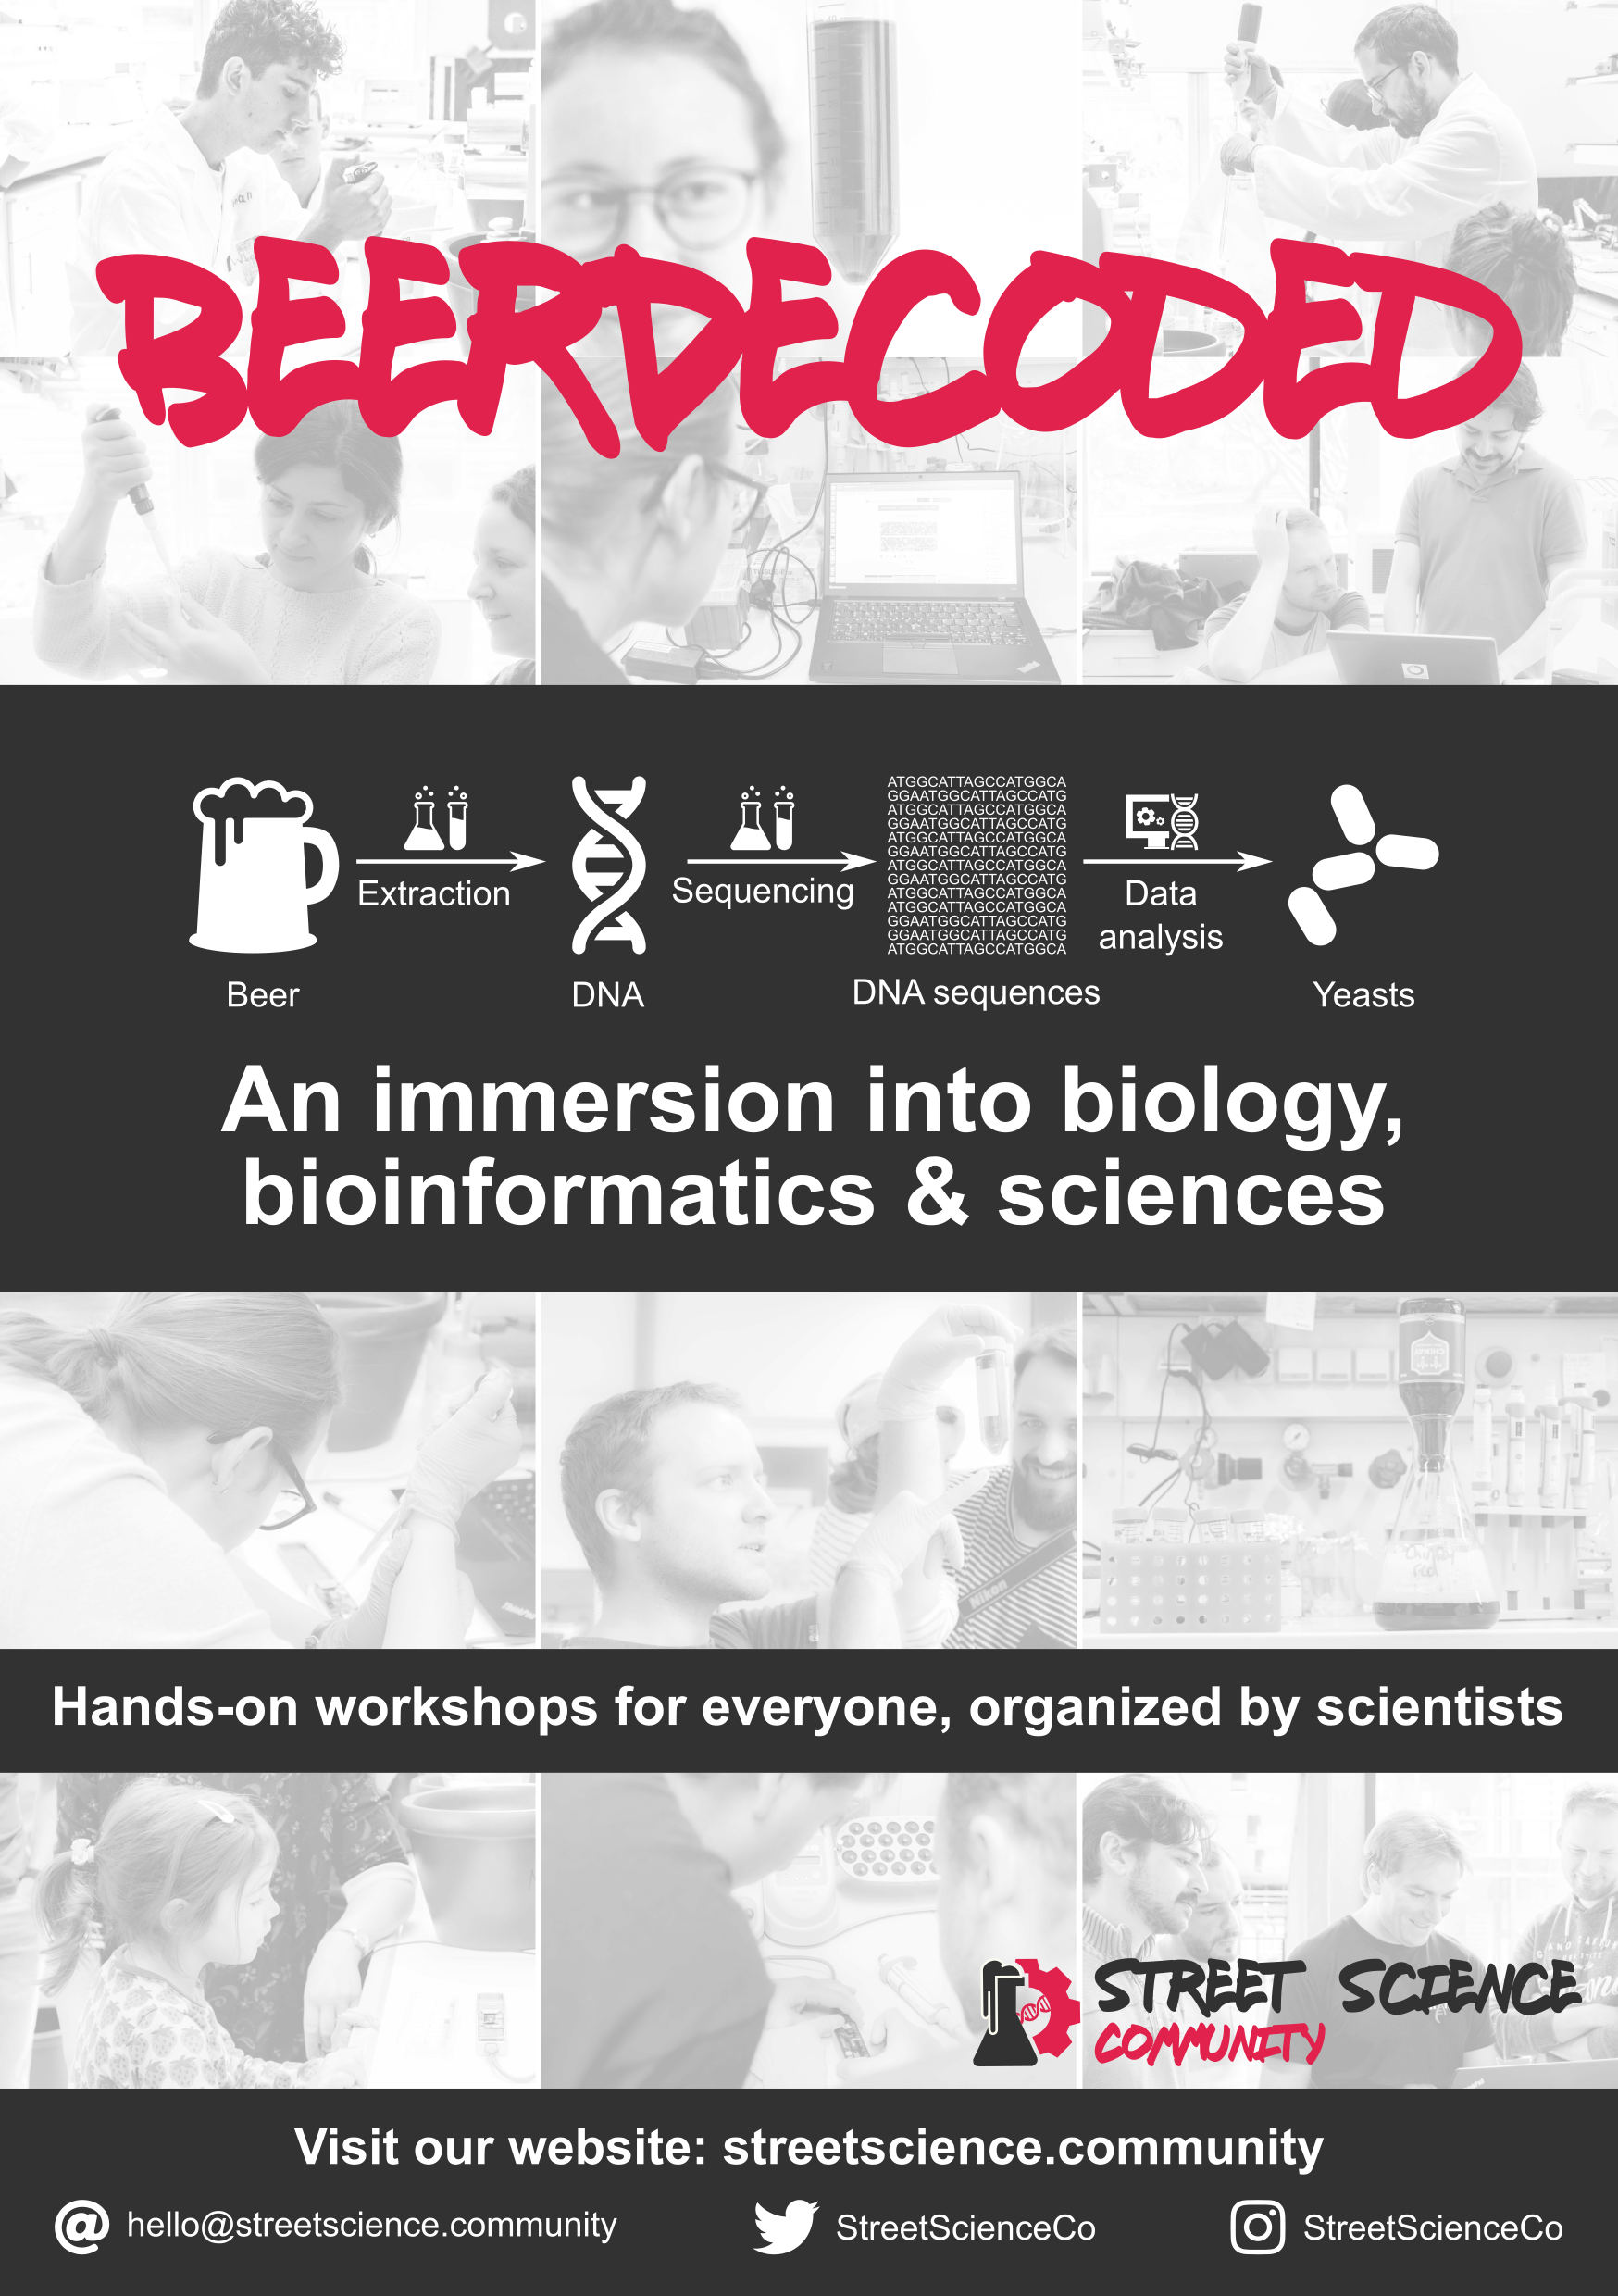 BEERDECODED
Extraction
Sequencing
ATGGCATTAGCCATGGCA
GGAATGGCATTAGCCATG
ATGGCATTAGCCATGGCA
GGAATGGCATTAGCCATG
ATGGCATTAGCCATGGCA
GGAATGGCATTAGCCATG
ATGGCATTAGCCATGGCA
GGAATGGCATTAGCCATG
ATGGCATTAGCCATGGCA
ATGGCATTAGCCATGGCA
GGAATGGCATTAGCCATG
GGAATGGCATTAGCCATG
ATGGCATTAGCCATGGCA
Data
analysis
Beer
DNA
DNA sequences
Yeasts
An immersion into biology,
bioinformatics & sciences
Nikon
Hands-on workshops for everyone, organized by scientists
STREET SCIENCE
COMMUNITY
Visit our website: streetscience.community
@ hello@streetscience.community
StreetScienceCo
StreetScienceCo